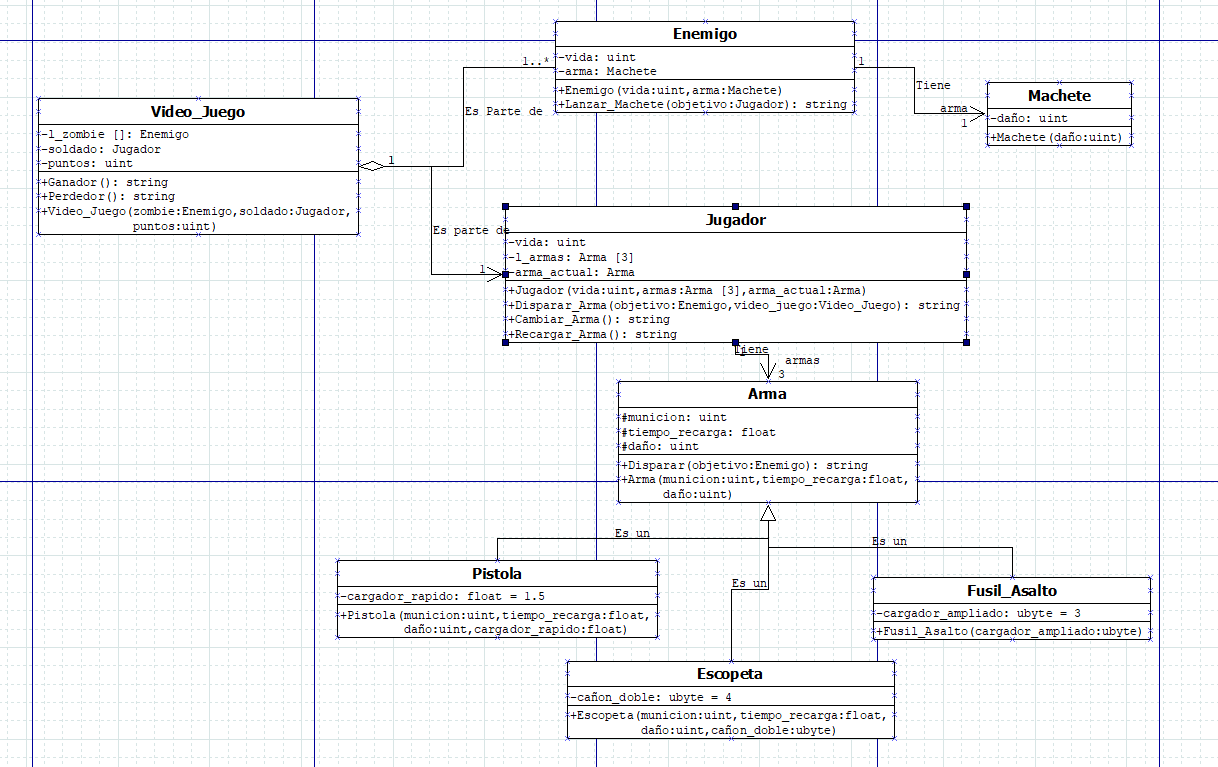 Enemigo
-vida: uint
-arma: Machete
+Enemigo(vida:uint,arma:Machete)
+Lanzar_Machete(objetivo:Jugador): string
1..*
1
Tiene
arma
1
Machete
-daño: uint
+Machete(daño:uint)
Es Parte de
Video_Juego
-l_zombie []: Enemigo
-soldado: Jugador
-puntos: uint
+Ganador(): string
+Perdedor(): string
+Video_Juego(zombie:Enemigo,soldado:Jugador,
puntos:uint)
1
Es parte de
1
Jugador
-vida: uint
-l_armas: Arma [3]
-arma_actual: Arma
+Jugador(vida:uint,armas:Arma [3],arma_actual:Arma)
+Disparar_Arma(objetivo:Enemigo,video_juego:Video_Juego): string
+Cambiar_Arma(): string
+Recargar_Arma(): string
Tiene
armas
3
Arma
#municion: uint
#tiempo_recarga: float
#daño: uint
+Disparar(objetivo:Enemigo): string
+Arma(municion:uint,tiempo_recarga:float,
daño:uint)
Es un
Es un
Es un
Pistola
-cargador_rapido: float = 1.5
+Pistola(municion:uint,tiempo_recarga:float,
daño:uint,cargador_rapido:float)
Fusil_Asalto
-cargador_ampliado: ubyte = 3
+Fusil_Asalto(cargador_ampliado:ubyte)
Escopeta
-cañon_doble: ubyte = 4
+Escopeta(municion:uint,tiempo_recarga:float,
daño:uint,cañon_doble:ubyte)